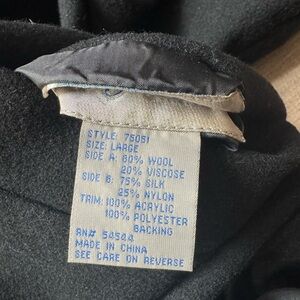 STYLE: 75051
SIZE: LARGE
SIDE A: 80% WOOL
20% VISCOSE
SIDE B: 75% SILK
25% NYLON
TRIM: 100% ACRYLIC
100% POLYESTER
BACKING
RN# 54544
MADE IN CHINA
SEE CARE ON REVERSE